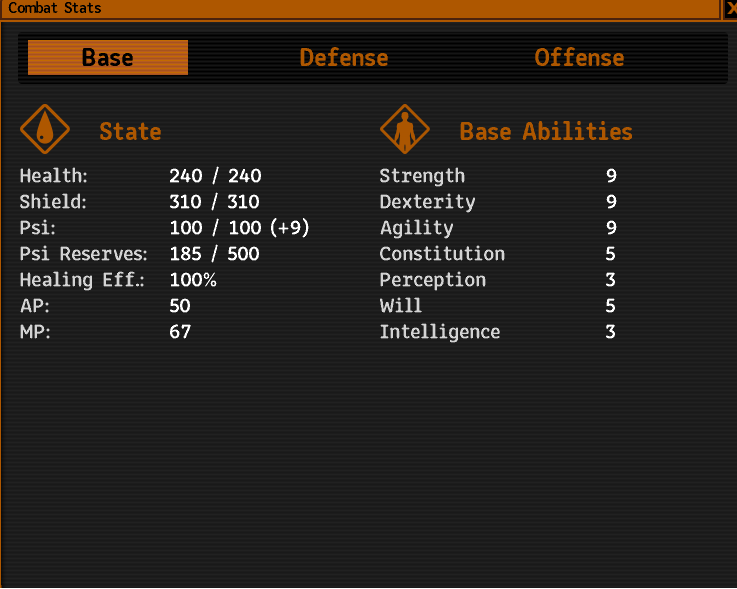 Combat Stats X
Base Defense Offense
State
Health: 240 / 240
Shield: 310 / 310
Psi: 100 / 100 (+9)
Psi Reserves: 185 / 500
Healing Eff.: 100%
AP: 50
MP: 67
Base Abilities
Strength 9
Dexterity 9
Agility 9
Constitution 5
Perception 3
Will 5
Intelligence 3